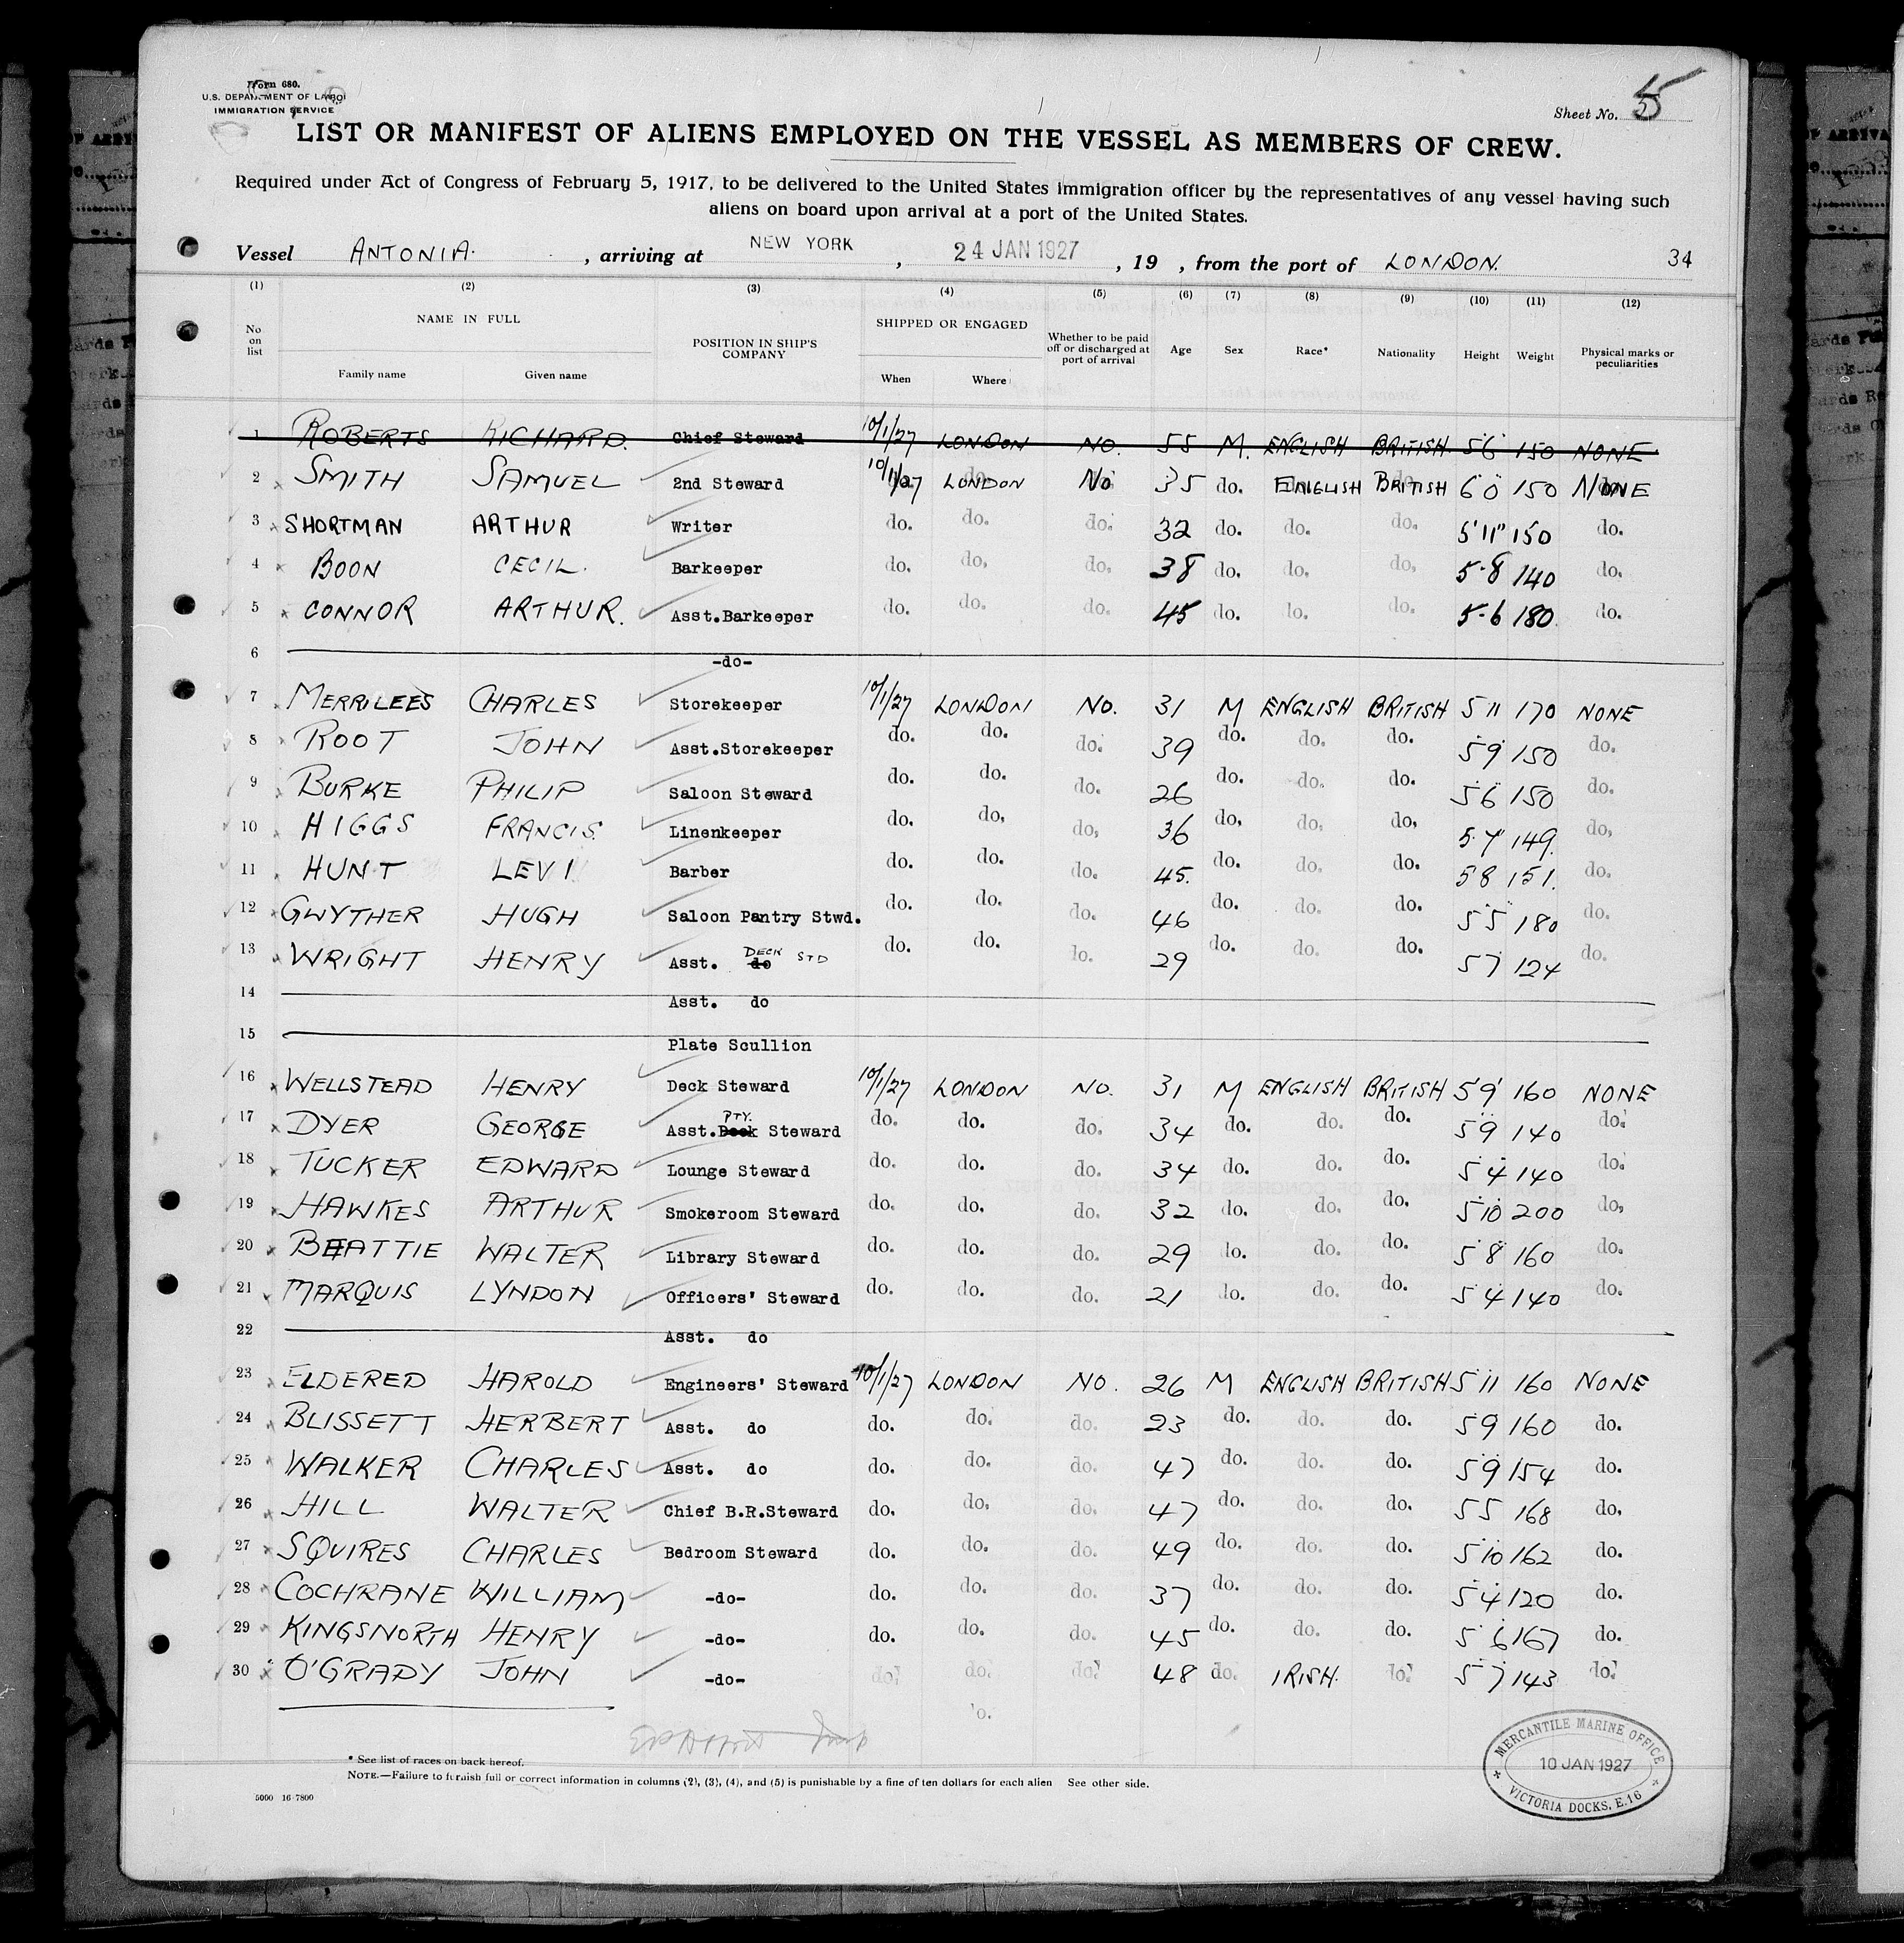 Form 680.
U.S. DEPARTMENT OF LABOR
IMMIGRATION SERVICE
Sheet No. 5
LIST OR MANIFEST OF ALIENS EMPLOYED ON THE VESSEL AS MEMBERS OF CREW.
Required under Act of Congress of February 5, 1917, to be delivered to the United States immigration officer by the representatives of any vessel having such
aliens on board upon arrival at a port of the United States.
Vessel ANTONIA. , arriving at NEW YORK , 24 JAN 1927 , 19 , from the port of LONDON. 34
(1) (2) (3) (4) (5) (6) (7) (8) (9) (10) (11) (12)
No on list NAME IN FULL Family name Given name POSITION IN SHIP'S COMPANY SHIPPED OR ENGAGED When Where Whether to be paid off or discharged at port of arrival Age Sex Race* Nationality Height Weight Physical marks or peculiarities
1 ROBERTS RICHARD. Chief Steward 10/1/27 LONDON NO. 55 M. ENGLISH BRITISH. 5'6" 150 NONE
2 SMITH SAMUEL 2nd Steward 10/1/27 LONDON No 35 do. ENGLISH BRITISH 6'0" 150 NONE
3 SHORTMAN ARTHUR Writer do. do. do. 32 do. do. do. 5'11" 150 do.
4 BOON CECIL. Barkeeper do. do. do. 38 do. do. do. 5-8 140 do.
5 CONNOR ARTHUR. Asst.Barkeeper do. do. do. 45 do. do. do. 5-6 180. do.
6 -do-
7 MERRILEES CHARLES Storekeeper 10/1/27 LONDON NO. 31 M ENGLISH BRITISH 5 11 170 NONE
8 ROOT JOHN Asst.Storekeeper do. do. do. 39 do. do. do. 5'9" 150 do.
9 BURKE PHILIP Saloon Steward do. do. do. 26 do. do. do. 5'6" 150 do.
10 HIGGS FRANCIS. Linenkeeper do. do. do. 36 do. do. do. 5.7" 149. do.
11 HUNT LEVI Barber do. do. do. 45. do. do. do. 5'8 151. do.
12 GWYTHER HUGH Saloon Pantry Stwd. do. do. do. 46 do. do. do. 5'5" 180 do.
13 WRIGHT HENRY Asst. do DECK STD do. do. do. 29 do. do. do. 5'7" 124 do.
14 Asst. do
15 Plate Scullion
16 WELLSTEAD HENRY Deck Steward 10/1/27 LONDON NO. 31 M ENGLISH BRITISH 5'9' 160 NONE
17 DYER GEORGE Asst.Deck PTY. Steward do. do. do. 34 do. do. do. 5'9" 140 do.
18 TUCKER EDWARD Lounge Steward do. do. do. 34 do. do. do. 5'4" 140 do.
19 HAWKES ARTHUR Smokeroom Steward do. do. do. 32 do. do. do. 5'10" 200 do.
20 BEATTIE WALTER Library Steward do. do. do. 29 do. do. do. 5'8" 160 do.
21 MARQUIS LYNDON Officers' Steward do. do. do. 21 do. do. do. 5'4" 140 do.
22 Asst. do
23 ELDERED HAROLD Engineers' Steward 10/1/27 LONDON NO. 26 M ENGLISH BRITISH 5'11 160 NONE
24 BLISSETT HERBERT Asst. do do. do. do. 23 do. do. do. 5'9 160 do.
25 WALKER CHARLES Asst. do do. do. do. 47 do. do. do. 5'9" 154 do.
26 HILL WALTER Chief B.R.Steward do. do. do. 47 do. do. do. 5'5" 168 do.
27 SQUIRES CHARLES Bedroom Steward do. do. do. 49 do. do. do. 5'10" 162 do.
28 COCHRANE WILLIAM -do- do. do. do. 37 do. do. do. 5'4" 120 do.
29 KINGSNORTH HENRY -do- do. do. do. 45 do. do. do. 5'6" 167 do.
30 O'GRADY JOHN -do- do. do. do. 48 do. IRISH. do. 5'7" 143 do.
* See list of races on back hereof.
NOTE.—Failure to furnish full or correct information in columns (2), (3), (4), and (5) is punishable by a fine of ten dollars for each alien See other side.
5000 16-7800
MERCANTILE MARINE OFFICE
10 JAN 1927
VICTORIA DOCKS, E.16